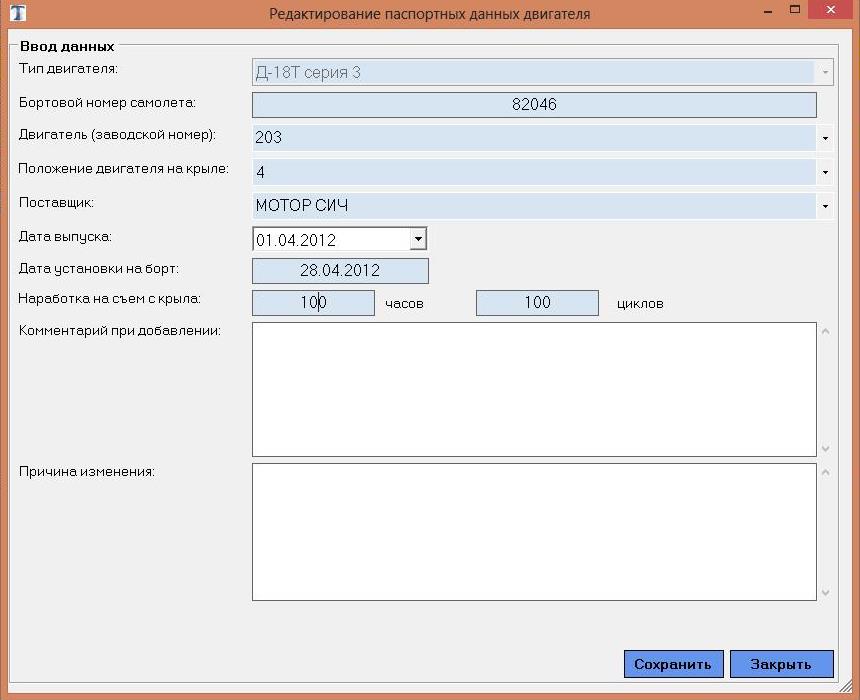 Редактирование паспортных данных двигателя
Ввод данных
Тип двигателя: Д-18Т серия 3
Бортовой номер самолета: 82046
Двигатель (заводской номер): 203
Положение двигателя на крыле: 4
Поставщик: МОТОР СИЧ
Дата выпуска: 01.04.2012
Дата установки на борт: 28.04.2012
Наработка на съем с крыла: 100 часов 100 циклов
Комментарий при добавлении:
Причина изменения:
Сохранить Закрыть